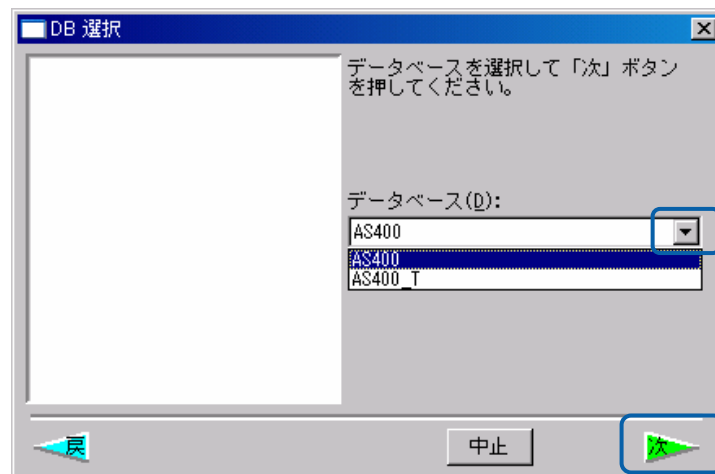 DB 選択
データベースを選択して「次」ボタン
を押してください。
データベース(D):
AS400
AS400
AS400_T
戻
中止
次